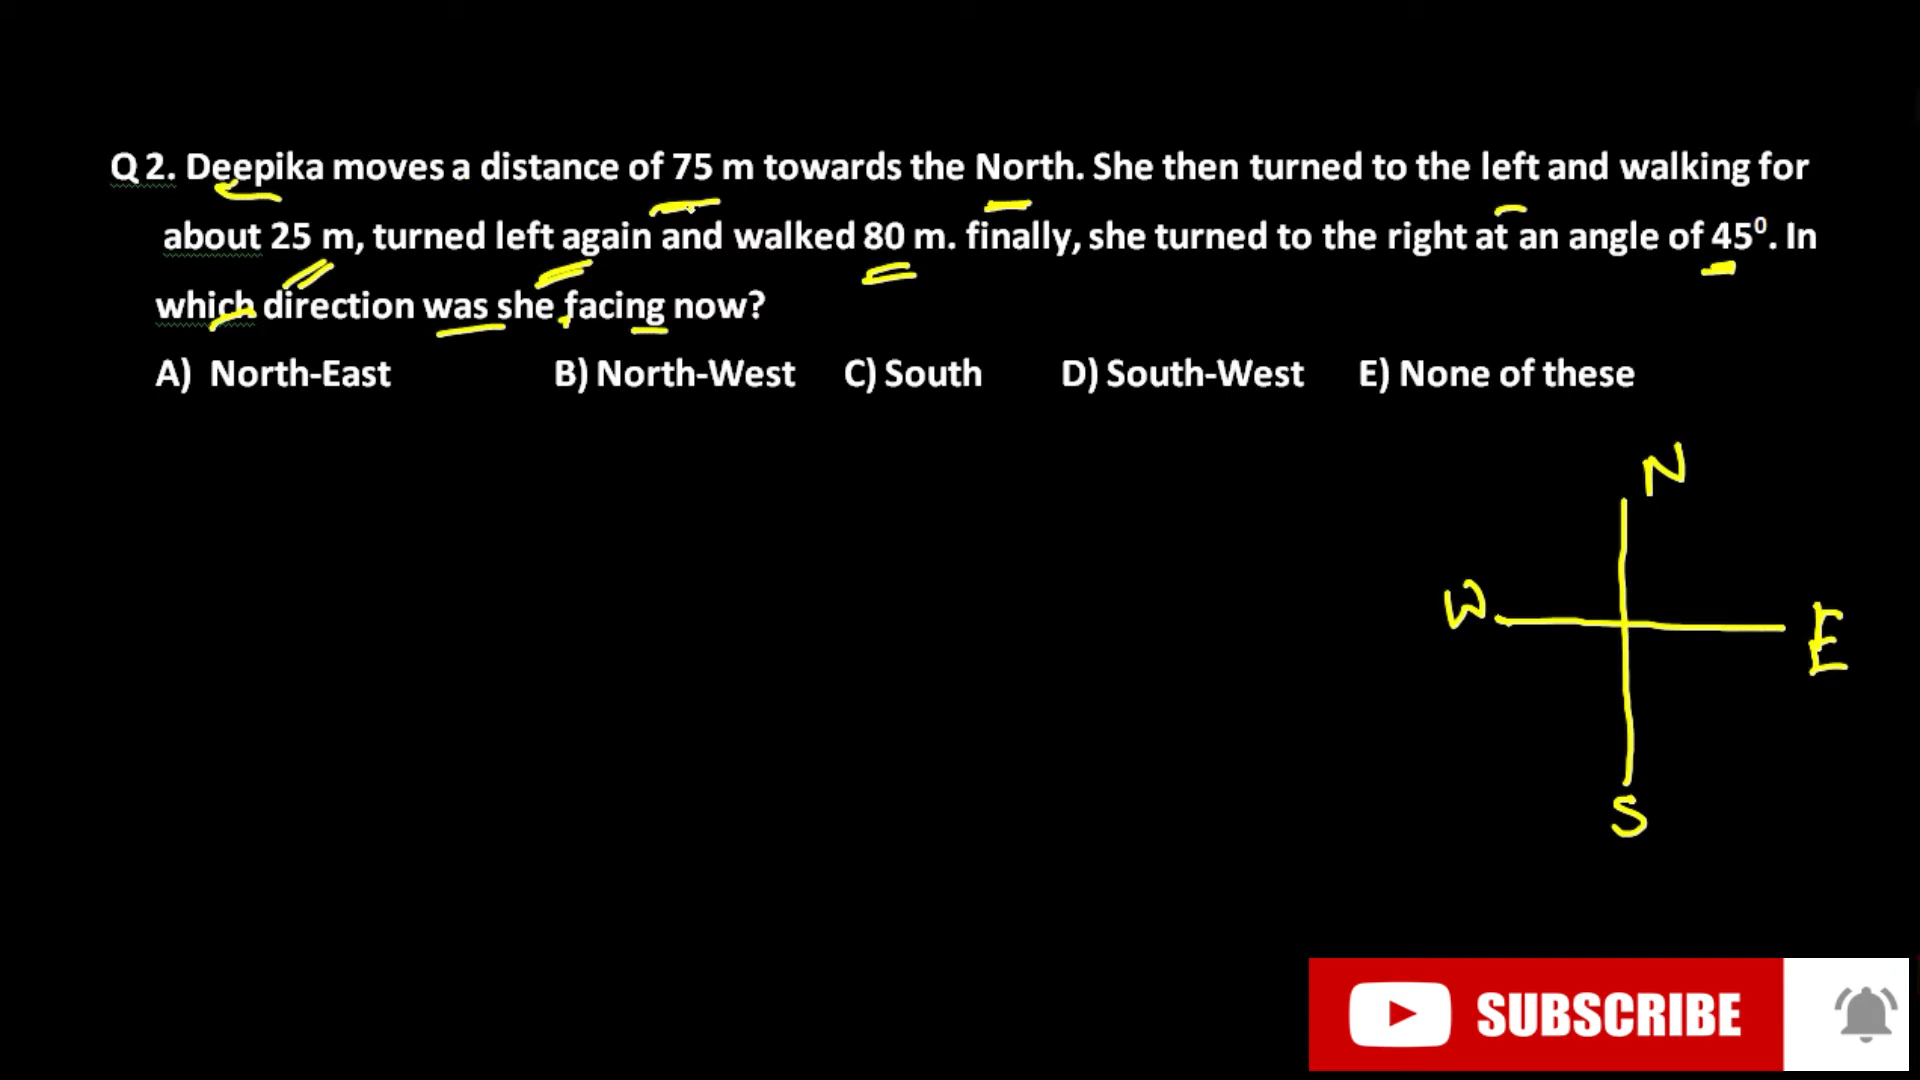 Q 2. Deepika moves a distance of 75 m towards the North. She then turned to the left and walking for
about 25 m, turned left again and walked 80 m. finally, she turned to the right at an angle of 45⁰. In
which direction was she facing now?
A) North-East B) North-West C) South D) South-West E) None of these
N
W E
S
SUBSCRIBE